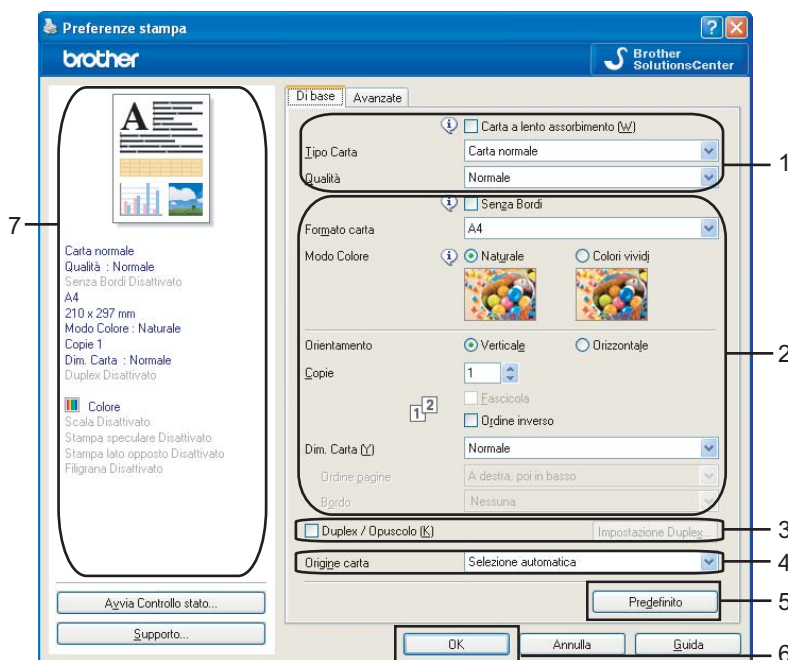 Preferenze stampa
brother
Brother
SolutionsCenter
Di base
Avanzate
Carta a lento assorbimento (W)
Tipo Carta
Carta normale
Qualità
Normale
1
Senza Bordi
Formato carta
A4
Modo Colore
Naturale
Colori vividi
Orientamento
Verticale
Orizzontale
2
Copie
1
Fascicola
12
Ordine inverso
Dim. Carta (Y)
Normale
Ordine pagine
A destra, poi in basso
Bordo
Nessuna
Duplex / Opuscolo (K)
Impostazione Duplex...
3
Origine carta
Selezione automatica
4
Predefinito
5
OK
Annulla
Guida
6
7
A
Carta normale
Qualità : Normale
Senza Bordi Disattivato
A4
210 x 297 mm
Modo Colore : Naturale
Copie 1
Dim. Carta : Normale
Duplex Disattivato
Colore
Scala Disattivato
Stampa speculare Disattivato
Stampa lato opposto Disattivato
Filigrana Disattivato
Avvia Controllo stato...
Supporto...